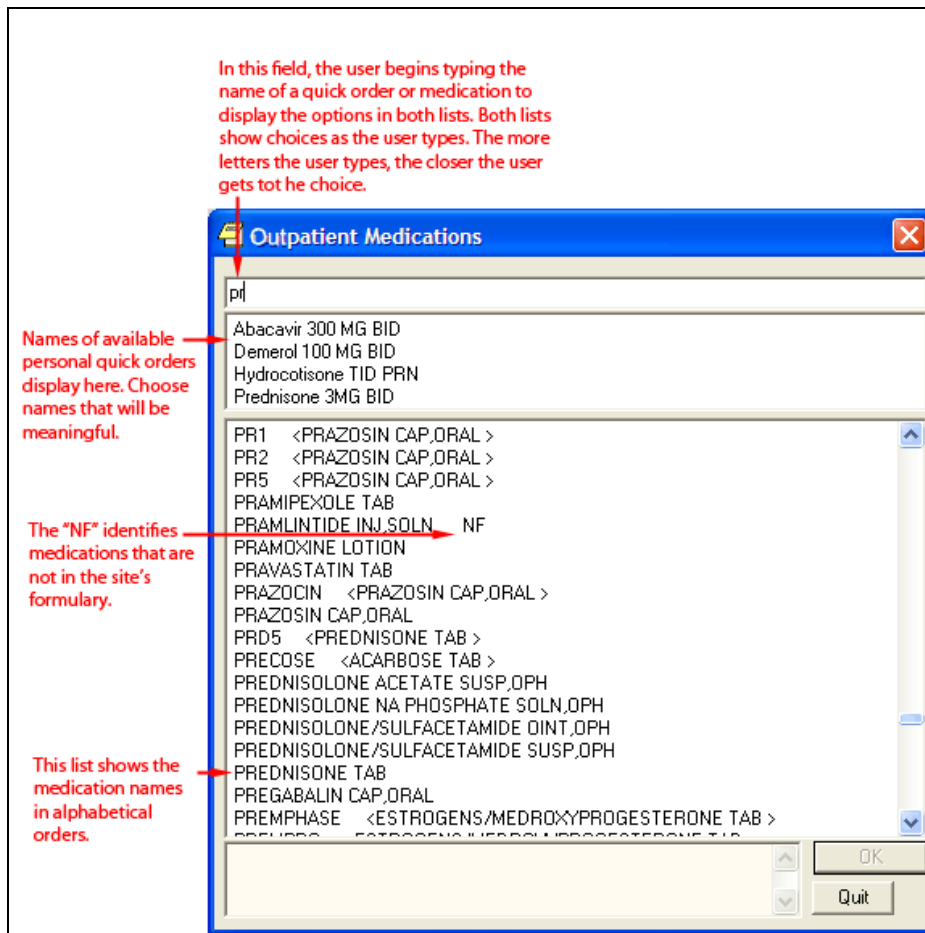 In this field, the user begins typing the
name of a quick order or medication to
display the options in both lists. Both lists
show choices as the user types. The more
letters the user types, the closer the user
gets tot he choice.
Outpatient Medications
pr
Names of available
personal quick orders
display here. Choose
names that will be
meaningful.
Abacavir 300 MG BID
Demerol 100 MG BID
Hydrocotisone TID PRN
Prednisone 3MG BID
PR1 <PRAZOSIN CAP,ORAL >
PR2 <PRAZOSIN CAP,ORAL >
PR5 <PRAZOSIN CAP,ORAL >
PRAMIPEXOLE TAB
PRAMLINTIDE INJ,SOLN NF
PRAMOXINE LOTION
PRAVASTATIN TAB
PRAZOCIN <PRAZOSIN CAP,ORAL >
PRAZOSIN CAP,ORAL
PRD5 <PREDNISONE TAB >
PRECOSE <ACARBOSE TAB >
PREDNISOLONE ACETATE SUSP,OPH
PREDNISOLONE NA PHOSPHATE SOLN,OPH
PREDNISOLONE/SULFACETAMIDE OINT,OPH
PREDNISOLONE/SULFACETAMIDE SUSP,OPH
PREDNISONE TAB
PREGABALIN CAP,ORAL
PREMPHASE <ESTROGENS/MEDROXYPROGESTERONE TAB >
The "NF" identifies
medications that are
not in the site's
formulary.
This list shows the
medication names
in alphabetical
orders.
OK
Quit